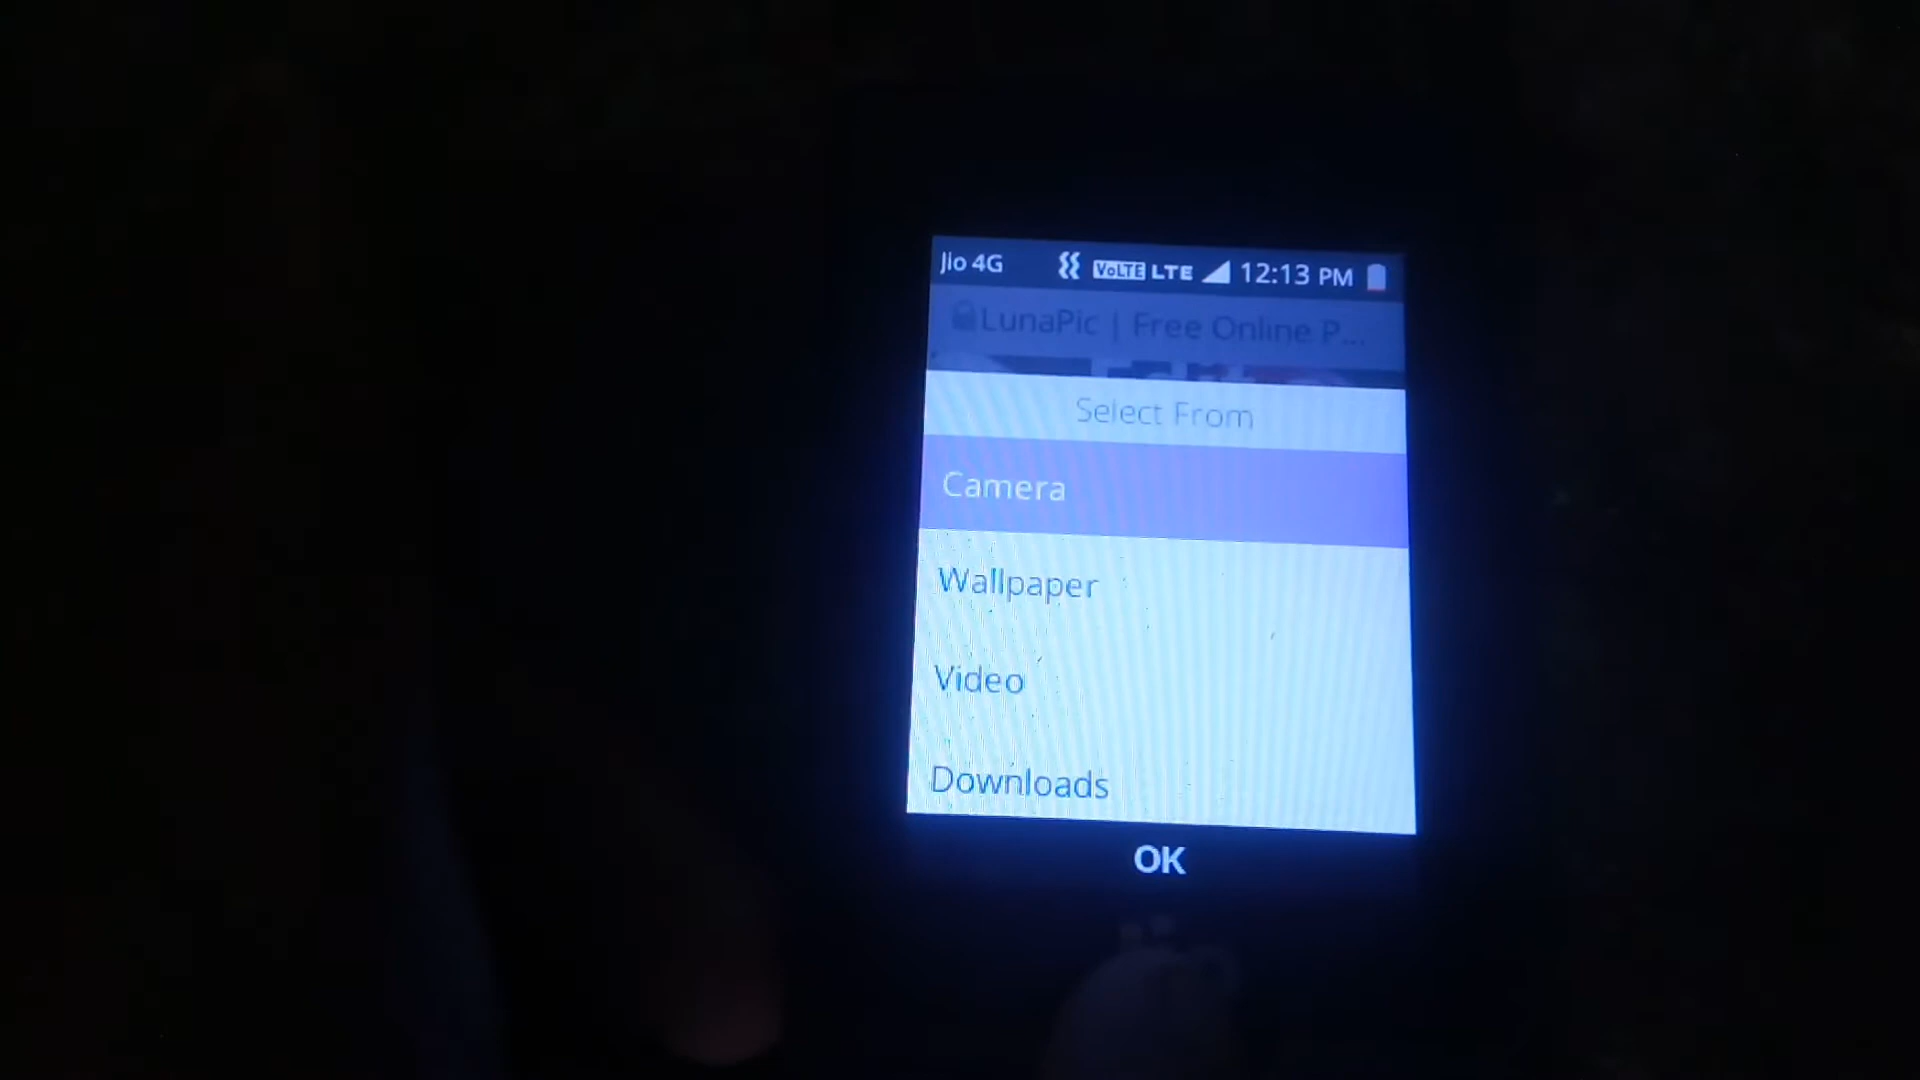 Jio 4G VoLTE LTE 12:13 PM
LunaPic | Free Online P...
Select From
Camera
Wallpaper
Video
Downloads
OK